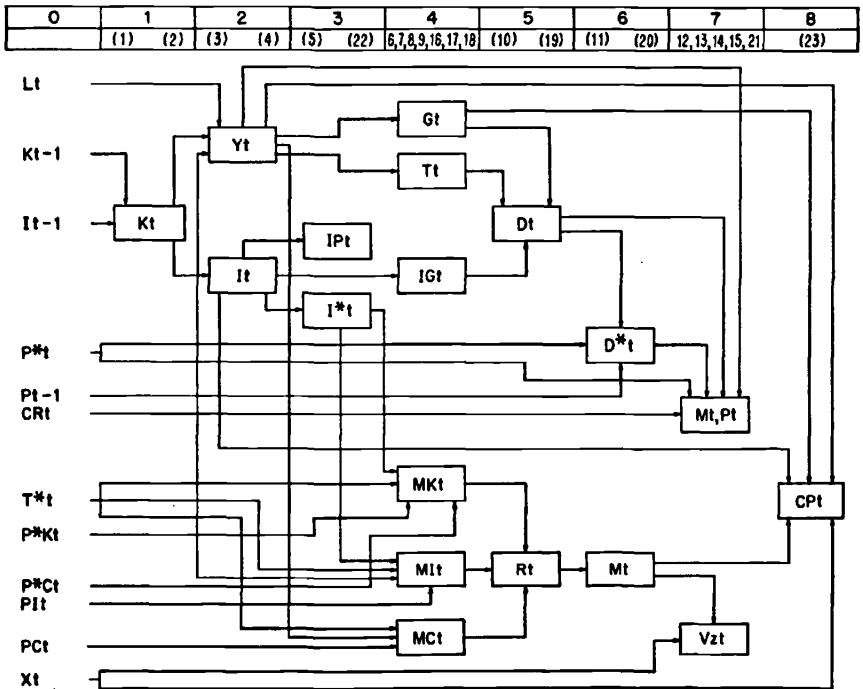 0 1 2 3 4 5 6 7 8
(1) (2) (3) (4) (5) (22) 6,7,8,9,16,17,18 (10) (19) (11) (20) 12,13,14,15,21 (23)
Lt
Gt
Yt
Kt-1
Tt
It-1
Kt
IPt
Dt
It
IGt
I*t
P*t
D*t
Pt-1
CRt
Mt,Pt
MKt
T*t
CPt
P*Kt
MIt
Rt
Mt
P*Ct
PIt
MCt
Vzt
PCt
Xt